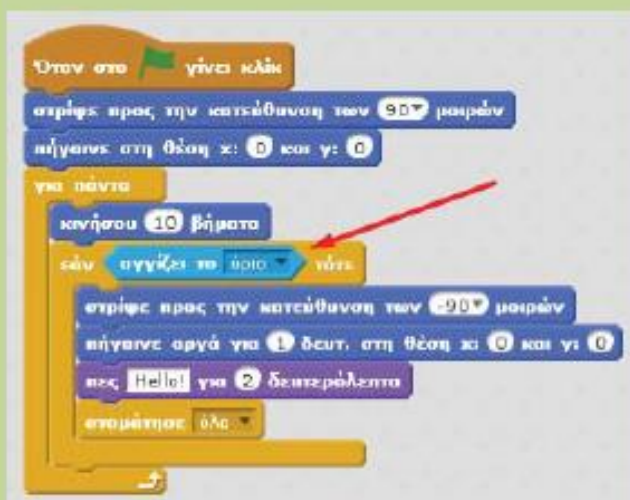 Όταν στο γίνει κλίκ
στρίψε προς την κατεύθυνση των 90 μοιρών
πήγαινε στη θέση x: 0 και y: 0
για πάντα
κινήσου 10 βήματα
εάν αγγίζει το όριο τότε
στρίψε προς την κατεύθυνση των -90 μοιρών
πήγαινε αργά για 1 δευτ. στη θέση x: 0 και y: 0
πες Hello! για 2 δευτερόλεπτα
σταμάτησε όλα